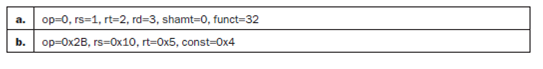 a. op=0, rs=1, rt=2, rd=3, shamt=0, funct=32
b. op=0x2B, rs=0x10, rt=0x5, const=0x4